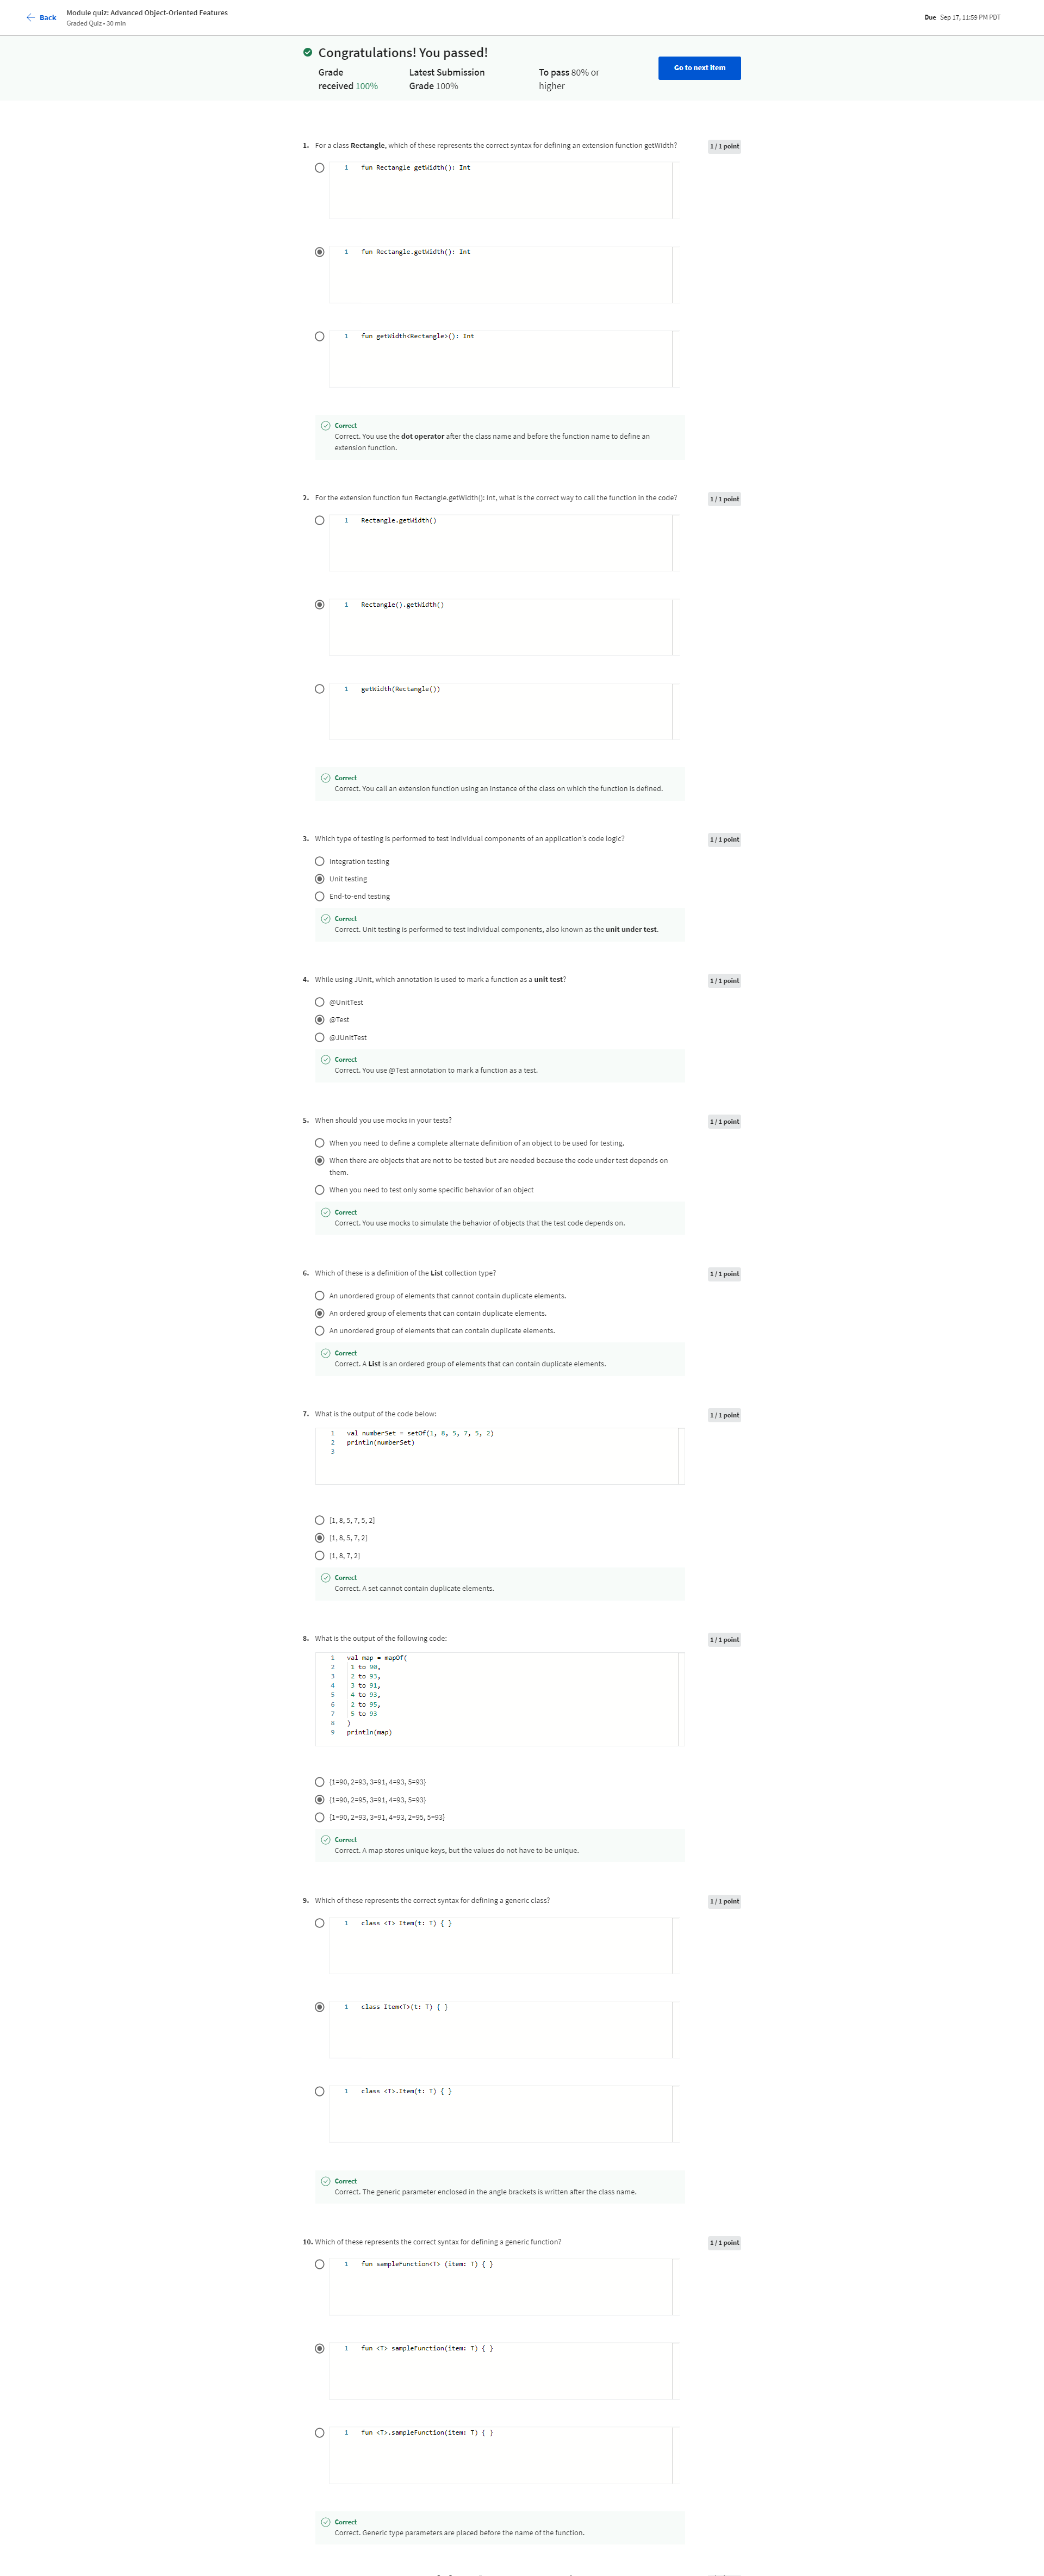 Back
Module quiz: Advanced Object-Oriented Features
Graded Quiz • 30 min
Due Sep 17, 11:59 PM PDT
Congratulations! You passed!
Grade received 100%
Latest Submission Grade 100%
To pass 80% or higher
Go to next item
1. For a class Rectangle, which of these represents the correct syntax for defining an extension function getWidth?
1 / 1 point
1 fun Rectangle getWidth(): Int
1 fun Rectangle.getWidth(): Int
1 fun getWidth<Rectangle>(): Int
Correct
Correct. You use the dot operator after the class name and before the function name to define an
extension function.
2. For the extension function fun Rectangle.getWidth(): Int, what is the correct way to call the function in the code?
1 / 1 point
1 Rectangle.getWidth()
1 Rectangle().getWidth()
1 getWidth(Rectangle())
Correct
Correct. You call an extension function using an instance of the class on which the function is defined.
3. Which type of testing is performed to test individual components of an application's code logic?
1 / 1 point
Integration testing
Unit testing
End-to-end testing
Correct
Correct. Unit testing is performed to test individual components, also known as the unit under test.
4. While using JUnit, which annotation is used to mark a function as a unit test?
1 / 1 point
@UnitTest
@Test
@JUnitTest
Correct
Correct. You use @Test annotation to mark a function as a test.
5. When should you use mocks in your tests?
1 / 1 point
When you need to define a complete alternate definition of an object to be used for testing.
When there are objects that are not to be tested but are needed because the code under test depends on
them.
When you need to test only some specific behavior of an object
Correct
Correct. You use mocks to simulate the behavior of objects that the test code depends on.
6. Which of these is a definition of the List collection type?
1 / 1 point
An unordered group of elements that cannot contain duplicate elements.
An ordered group of elements that can contain duplicate elements.
An unordered group of elements that can contain duplicate elements.
Correct
Correct. A List is an ordered group of elements that can contain duplicate elements.
7. What is the output of the code below:
1 / 1 point
1 val numberSet = setOf(1, 8, 5, 7, 5, 2)
2 println(numberSet)
3
[1, 8, 5, 7, 5, 2]
[1, 8, 5, 7, 2]
[1, 8, 7, 2]
Correct
Correct. A set cannot contain duplicate elements.
8. What is the output of the following code:
1 / 1 point
1 val map = mapOf(
2 1 to 90,
3 2 to 93,
4 3 to 91,
5 4 to 93,
6 2 to 95,
7 5 to 93
8 )
9 println(map)
{1=90, 2=93, 3=91, 4=93, 5=93}
{1=90, 2=95, 3=91, 4=93, 5=93}
{1=90, 2=93, 3=91, 4=93, 2=95, 5=93}
Correct
Correct. A map stores unique keys, but the values do not have to be unique.
9. Which of these represents the correct syntax for defining a generic class?
1 / 1 point
1 class <T> Item(t: T) { }
1 class Item<T>(t: T) { }
1 class <T>.Item(t: T) { }
Correct
Correct. The generic parameter enclosed in the angle brackets is written after the class name.
10. Which of these represents the correct syntax for defining a generic function?
1 / 1 point
1 fun sampleFunction<T> (item: T) { }
1 fun <T> sampleFunction(item: T) { }
1 fun <T>.sampleFunction(item: T) { }
Correct
Correct. Generic type parameters are placed before the name of the function.